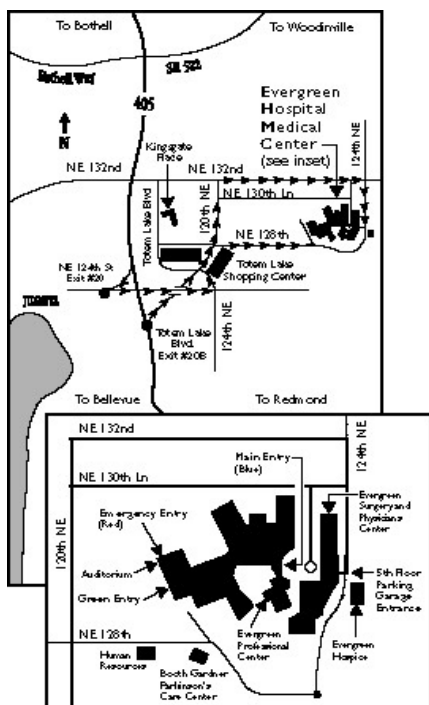 To Bothell
To Woodinville
Bothell Way
SR 522
405
N
Evergreen
Hospital
Medical
Center
(see inset)
124th NE
Kingsgate
Place
NE 132nd
NE 132nd
NE 130th Ln
120th NE
Totem Lake Blvd
NE 128th
NE 124th St
Exit #20
Totem Lake
Shopping Center
Totem Lake
Blvd.
Exit #20B
124th NE
To Bellevue
To Redmond
NE 132nd
124th NE
Main Entry
(Blue)
NE 130th Ln
Evergreen
Surgery and
Physicians
Center
Emergency Entry
(Red)
120th NE
Auditorium
Green Entry
5th Floor
Parking
Garage
Entrance
NE 128th
Evergreen
Professional
Center
Evergreen
Hospice
Human
Resources
Booth Gardner
Parkinson's
Care Center